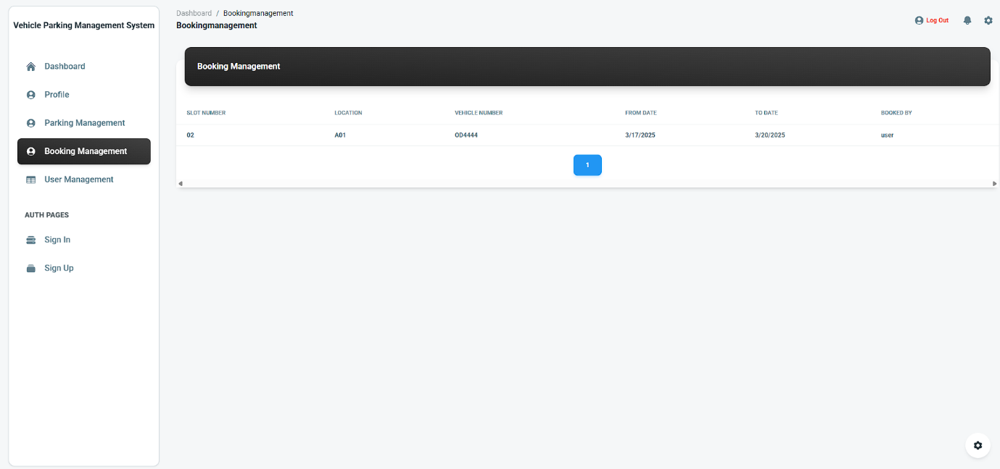 Vehicle Parking Management System
Dashboard
Profile
Parking Management
Booking Management
User Management
AUTH PAGES
Sign In
Sign Up
Dashboard / Bookingmanagement
Bookingmanagement
Log Out
Booking Management
SLOT NUMBER LOCATION VEHICLE NUMBER FROM DATE TO DATE BOOKED BY
02 A01 OD4444 3/17/2025 3/20/2025 user
1